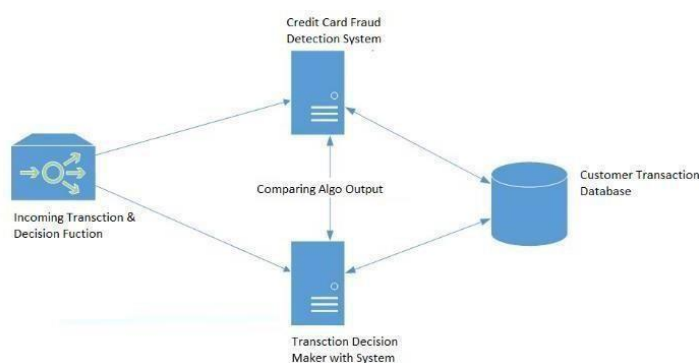 Credit Card Fraud
Detection System
Comparing Algo Output
Customer Transaction
Database
Incoming Transction &
Decision Fuction
Transction Decision
Maker with System